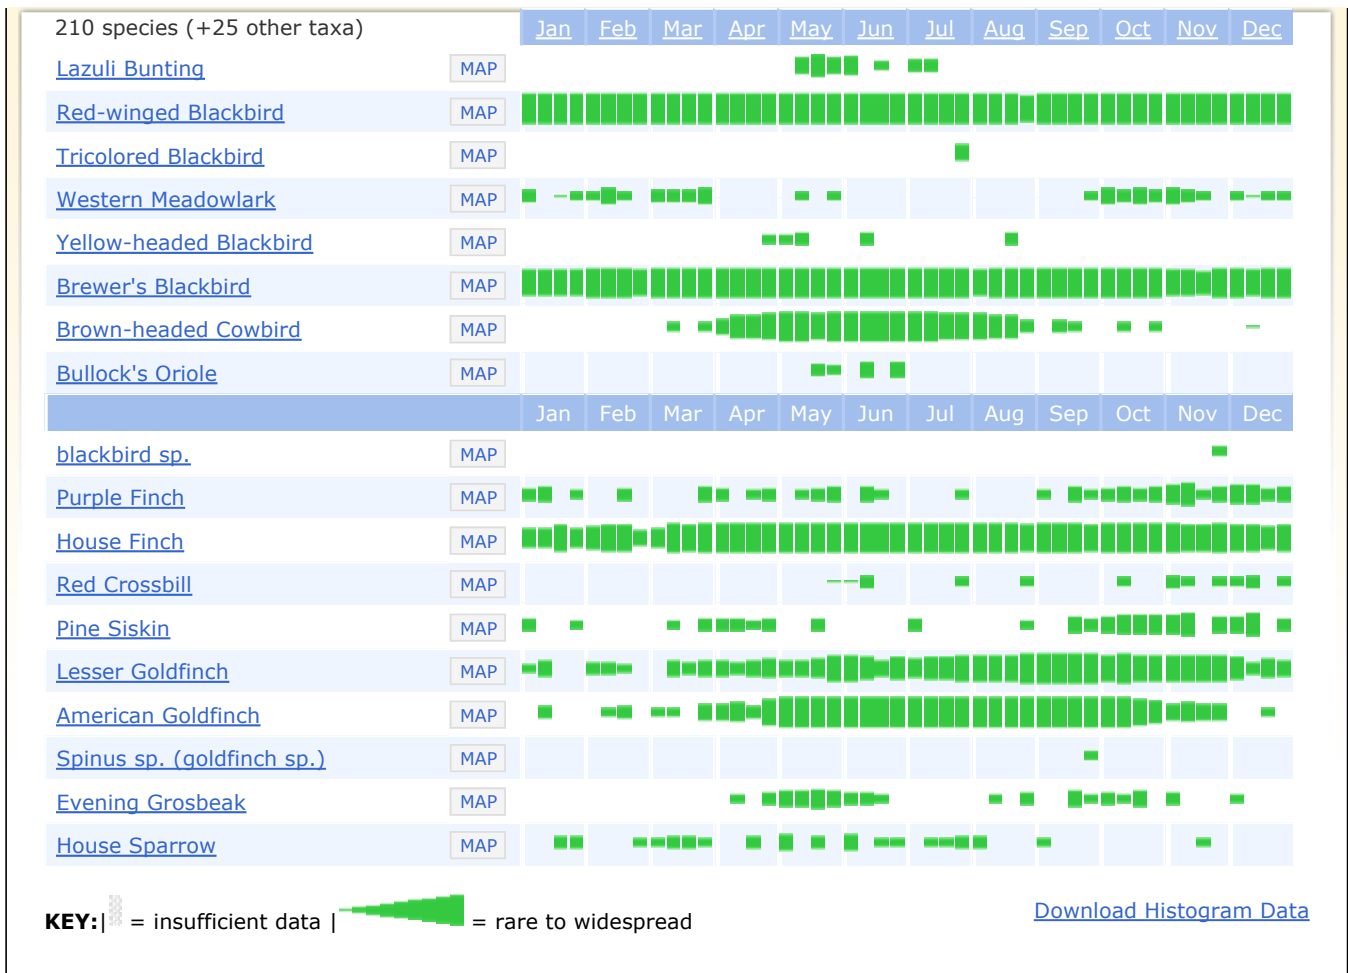 210 species (+25 other taxa) Jan Feb Mar Apr May Jun Jul Aug Sep Oct Nov Dec
Lazuli Bunting MAP
Red-winged Blackbird MAP
Tricolored Blackbird MAP
Western Meadowlark MAP
Yellow-headed Blackbird MAP
Brewer's Blackbird MAP
Brown-headed Cowbird MAP
Bullock's Oriole MAP
Jan Feb Mar Apr May Jun Jul Aug Sep Oct Nov Dec
blackbird sp. MAP
Purple Finch MAP
House Finch MAP
Red Crossbill MAP
Pine Siskin MAP
Lesser Goldfinch MAP
American Goldfinch MAP
Spinus sp. (goldfinch sp.) MAP
Evening Grosbeak MAP
House Sparrow MAP
KEY:| = insufficient data | = rare to widespread Download Histogram Data